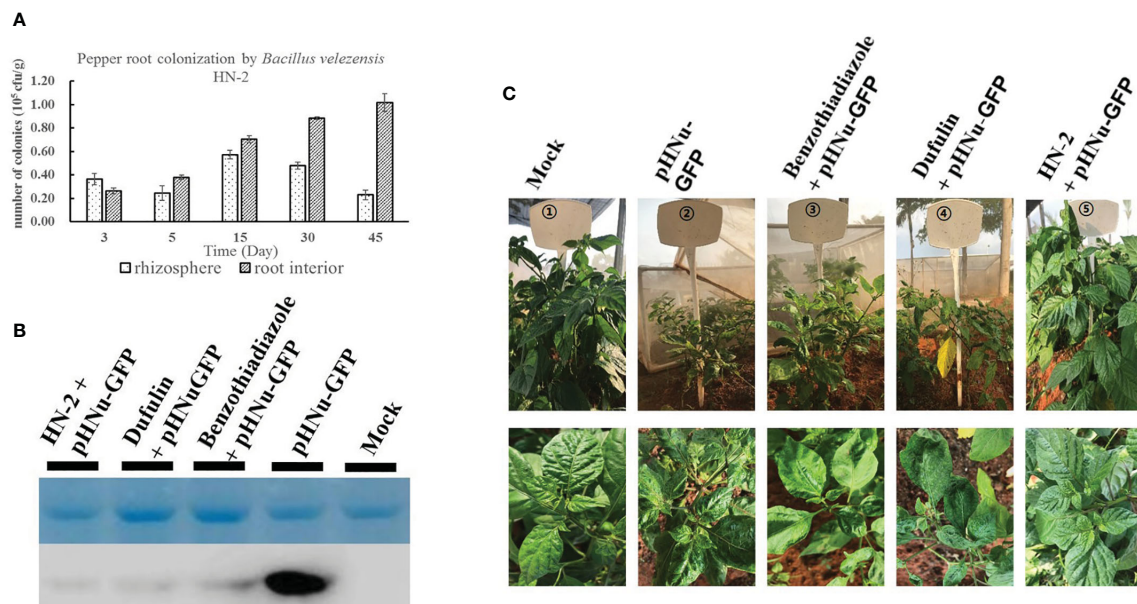 A
Pepper root colonization by Bacillus velezensis
HN-2
number of colonies (10⁵ cfu/g)
1.20
1.00
0.80
0.60
0.40
0.20
0.00
3 5 15 30 45
Time (Day)
rhizosphere root interior
B
HN-2 +
pHNu-GFP
Dufulin
+ pHNuGFP
Benzothiadiazole
+ pHNu-GFP
pHNu-GFP
Mock
C
Mock
pHNu-
GFP
Benzothiadiazole
+ pHNu-GFP
Dufulin
+ pHNu-GFP
HN-2
+ pHNu-GFP
①
②
③
④
⑤